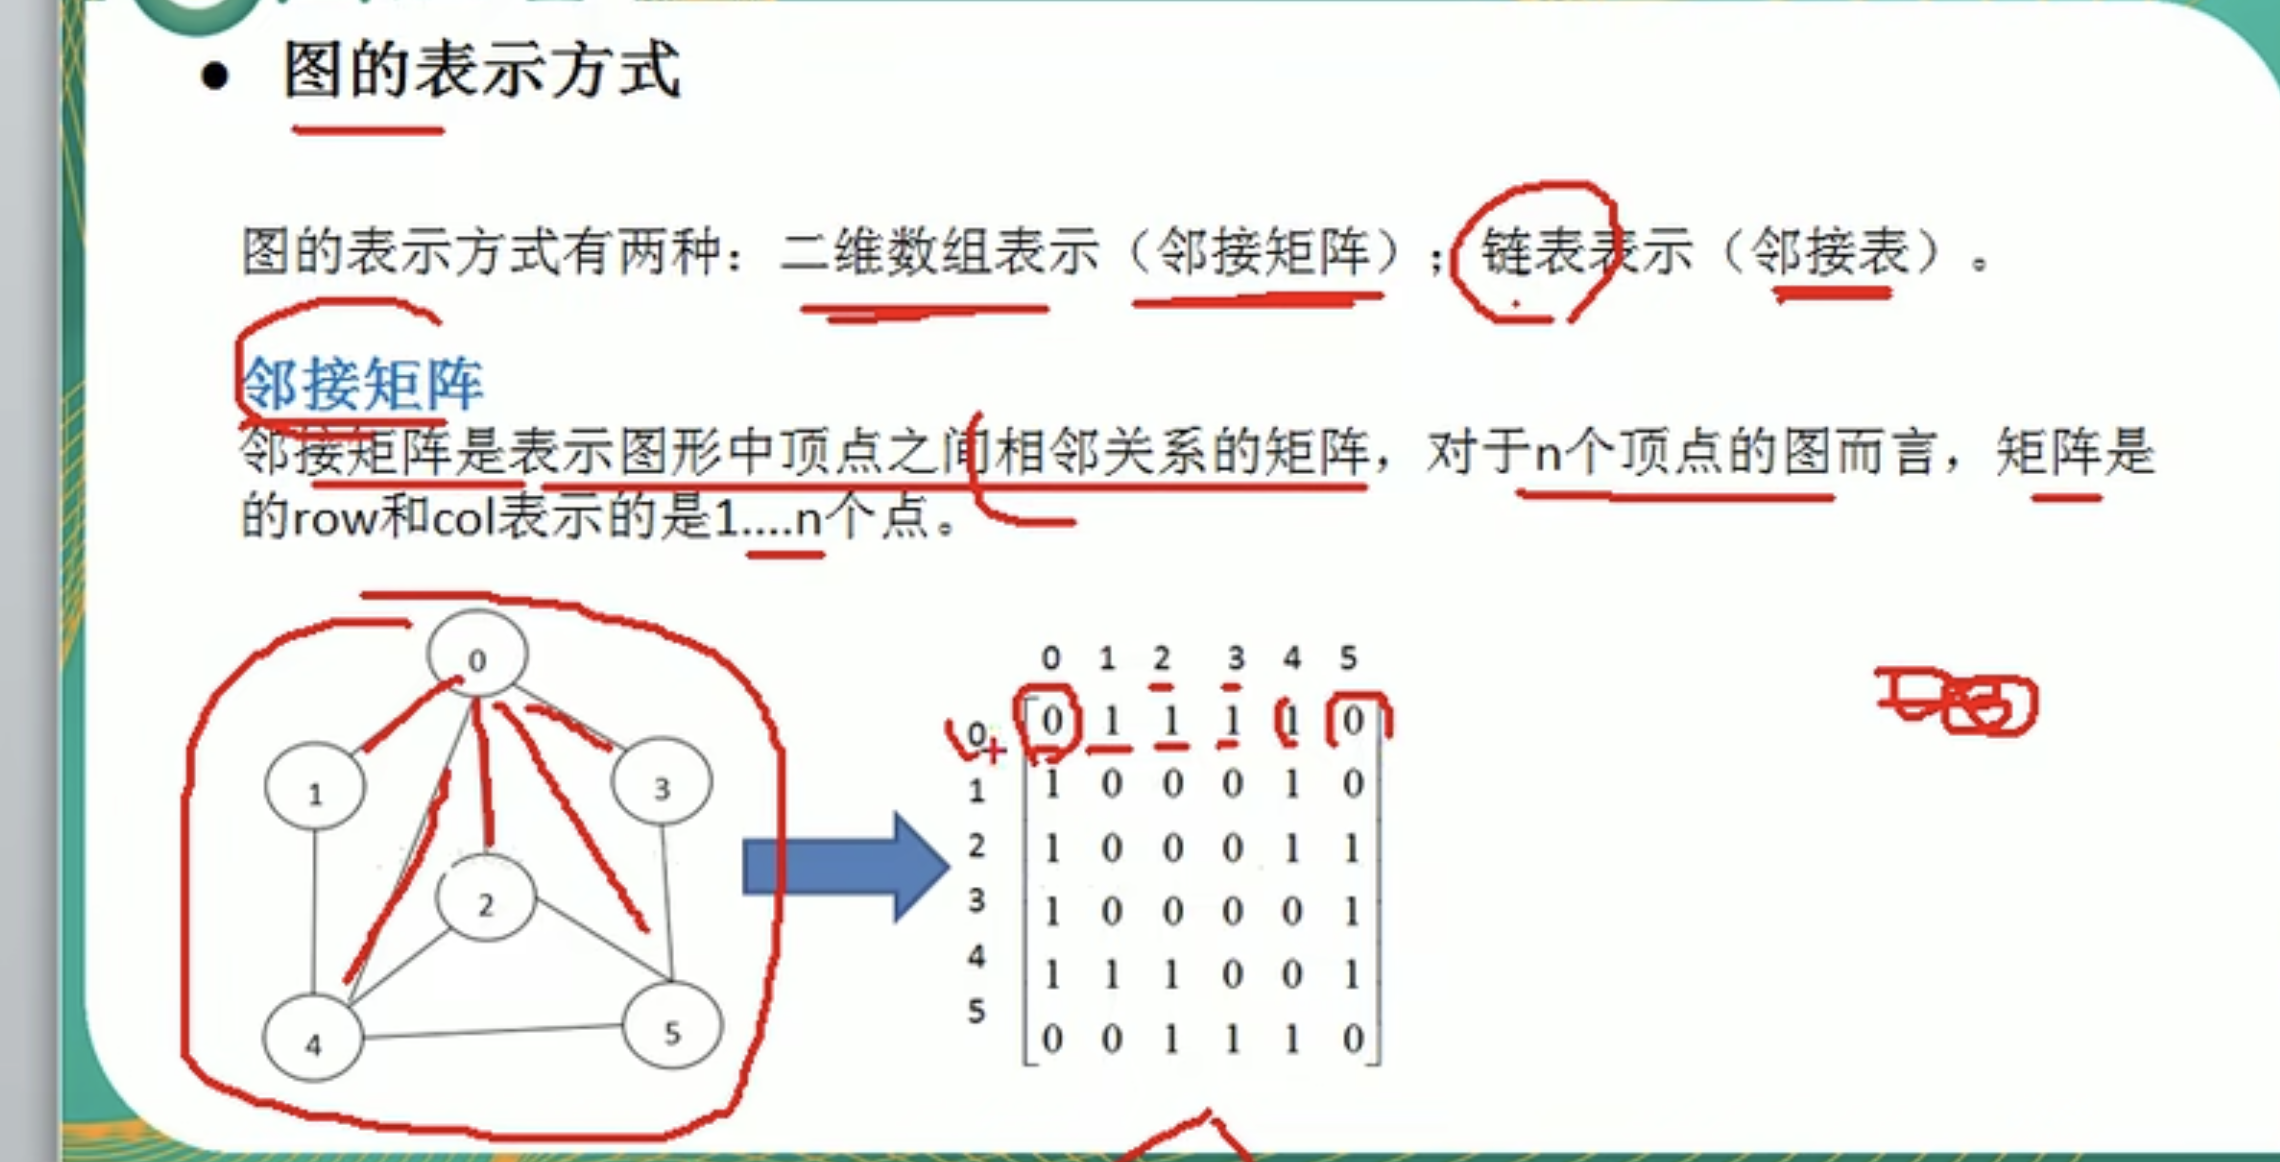 ● 图的表示方式
图的表示方式有两种：二维数组表示（邻接矩阵）；链表表示（邻接表）。
邻接矩阵
邻接矩阵是表示图形中顶点之间相邻关系的矩阵，对于n个顶点的图而言，矩阵是
的row和col表示的是1....n个点。
0
1
3
2
4
5
0 1 2 3 4 5
0 0 1 1 1 1 0
1 1 0 0 0 1 0
2 1 0 0 0 1 1
3 1 0 0 0 0 1
4 1 1 1 0 0 1
5 0 0 1 1 1 0